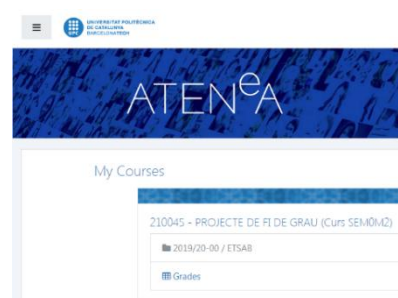 UNIVERSITAT POLITÈCNICA
DE CATALUNYA
BARCELONATECH
UPC
ATENeA
My Courses
210045 - PROJECTE DE FI DE GRAU (Curs SEM0M2)
2019/20-00 / ETSAB
Grades